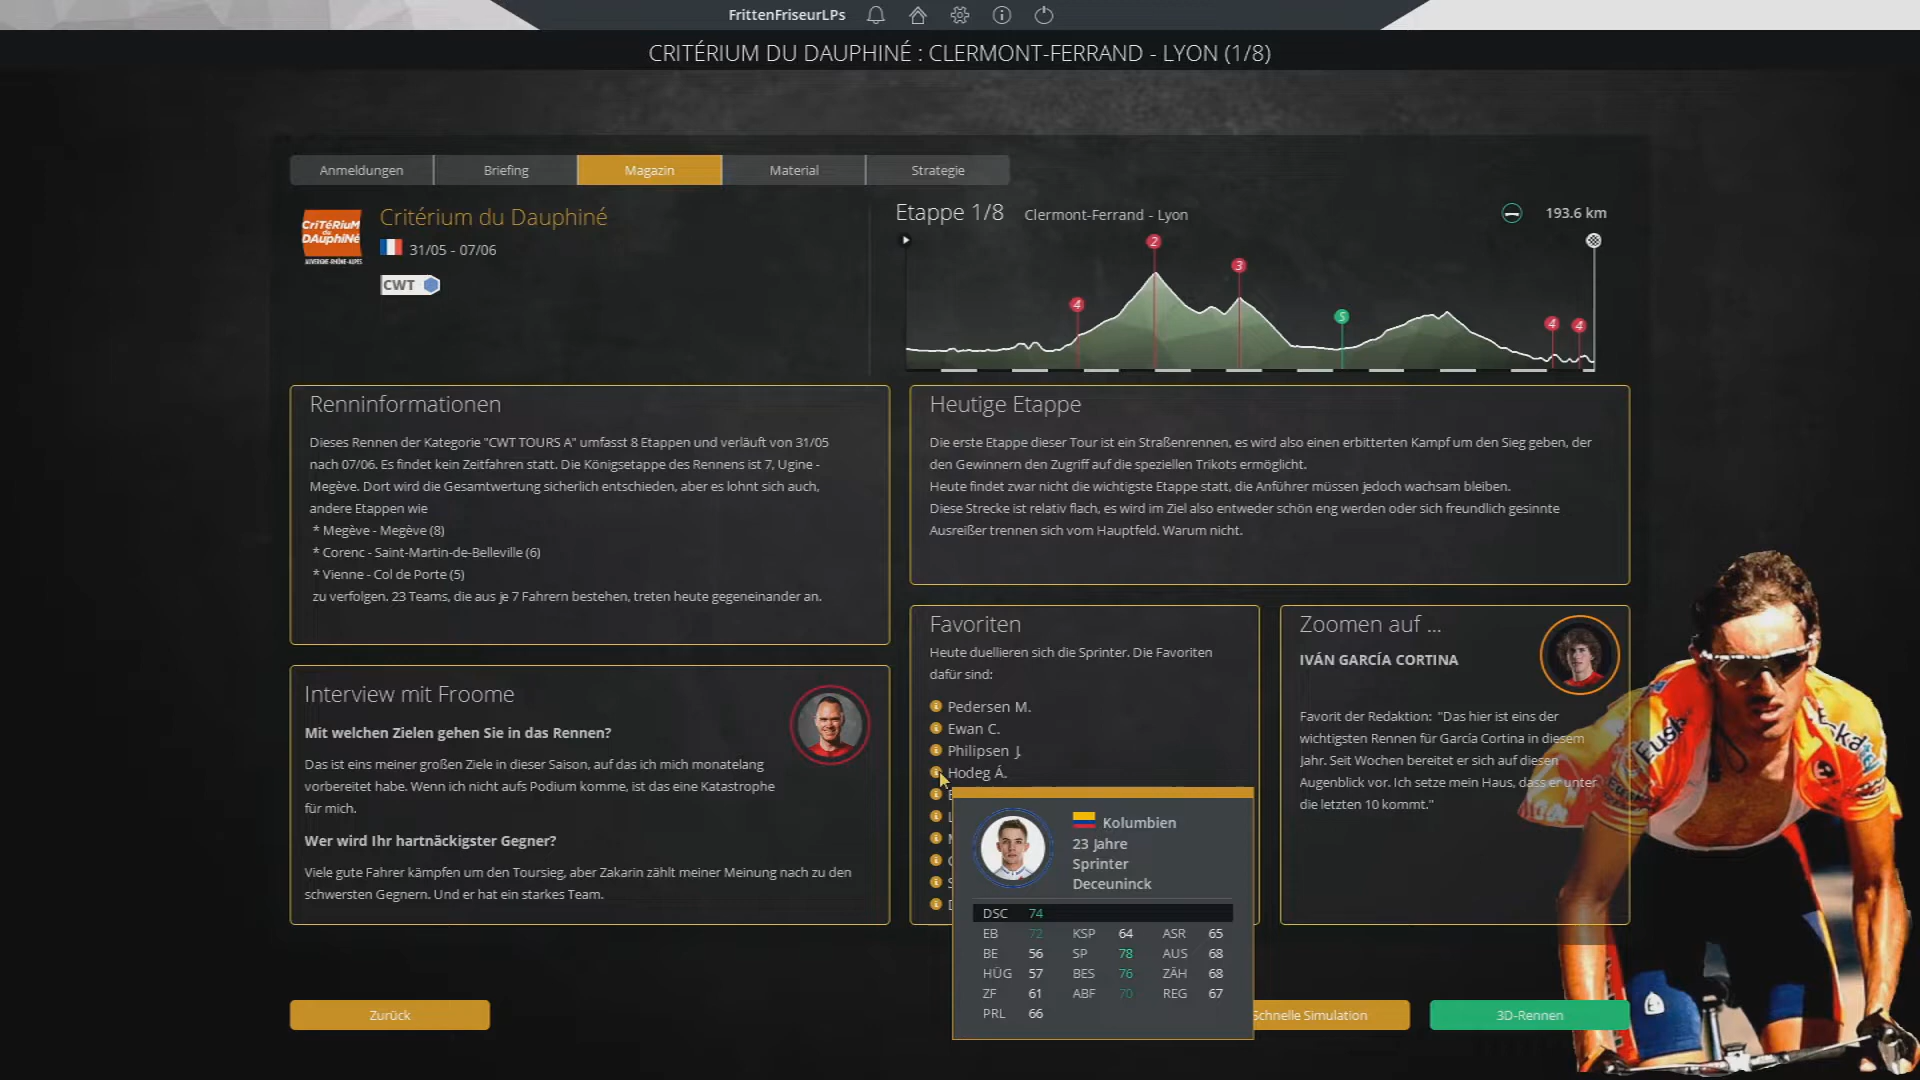 FrittenFriseurLPs
CRITÉRIUM DU DAUPHINÉ : CLERMONT-FERRAND - LYON (1/8)
Anmeldungen
Briefing
Magazin
Material
Strategie
CriTéRiuM
du
DAuphiNé
AUVERGNE-RHÔNE-ALPES
Critérium du Dauphiné
31/05 - 07/06
CWT
Etappe 1/8
Clermont-Ferrand - Lyon
193.6 km
4
2
3
S
4
4
Renninformationen
Dieses Rennen der Kategorie "CWT TOURS A" umfasst 8 Etappen und verläuft von 31/05
nach 07/06. Es findet kein Zeitfahren statt. Die Königsetappe des Rennens ist 7, Ugine -
Megève. Dort wird die Gesamtwertung sicherlich entschieden, aber es lohnt sich auch,
andere Etappen wie
* Megève - Megève (8)
* Corenc - Saint-Martin-de-Belleville (6)
* Vienne - Col de Porte (5)
zu verfolgen. 23 Teams, die aus je 7 Fahrern bestehen, treten heute gegeneinander an.
Heutige Etappe
Die erste Etappe dieser Tour ist ein Straßenrennen, es wird also einen erbitterten Kampf um den Sieg geben, der
den Gewinnern den Zugriff auf die speziellen Trikots ermöglicht.
Heute findet zwar nicht die wichtigste Etappe statt, die Anführer müssen jedoch wachsam bleiben.
Diese Strecke ist relativ flach, es wird im Ziel also entweder schön eng werden oder sich freundlich gesinnte
Ausreißer trennen sich vom Hauptfeld. Warum nicht.
Interview mit Froome
Mit welchen Zielen gehen Sie in das Rennen?
Das ist eins meiner großen Ziele in dieser Saison, auf das ich mich monatelang
vorbereitet habe. Wenn ich nicht aufs Podium komme, ist das eine Katastrophe
für mich.
Wer wird Ihr hartnäckigster Gegner?
Viele gute Fahrer kämpfen um den Toursieg, aber Zakarin zählt meiner Meinung nach zu den
schwersten Gegnern. Und er hat ein starkes Team.
Favoriten
Heute duellieren sich die Sprinter. Die Favoriten
dafür sind:
Pedersen M.
Ewan C.
Philipsen J.
Hodeg Á.
Kolumbien
23 Jahre
Sprinter
Deceuninck
DSC 74
EB 72 KSP 64 ASR 65
BE 56 SP 78 AUS 68
HÜG 57 BES 76 ZÄH 68
ZF 61 ABF 70 REG 67
PRL 66
Zoomen auf ...
IVÁN GARCÍA CORTINA
Favorit der Redaktion: "Das hier ist eins der
wichtigsten Rennen für García Cortina in diesem
Jahr. Seit Wochen bereitet er sich auf diesen
Augenblick vor. Ich setze mein Haus, dass er unter
die letzten 10 kommt."
Zurück
Schnelle Simulation
3D-Rennen